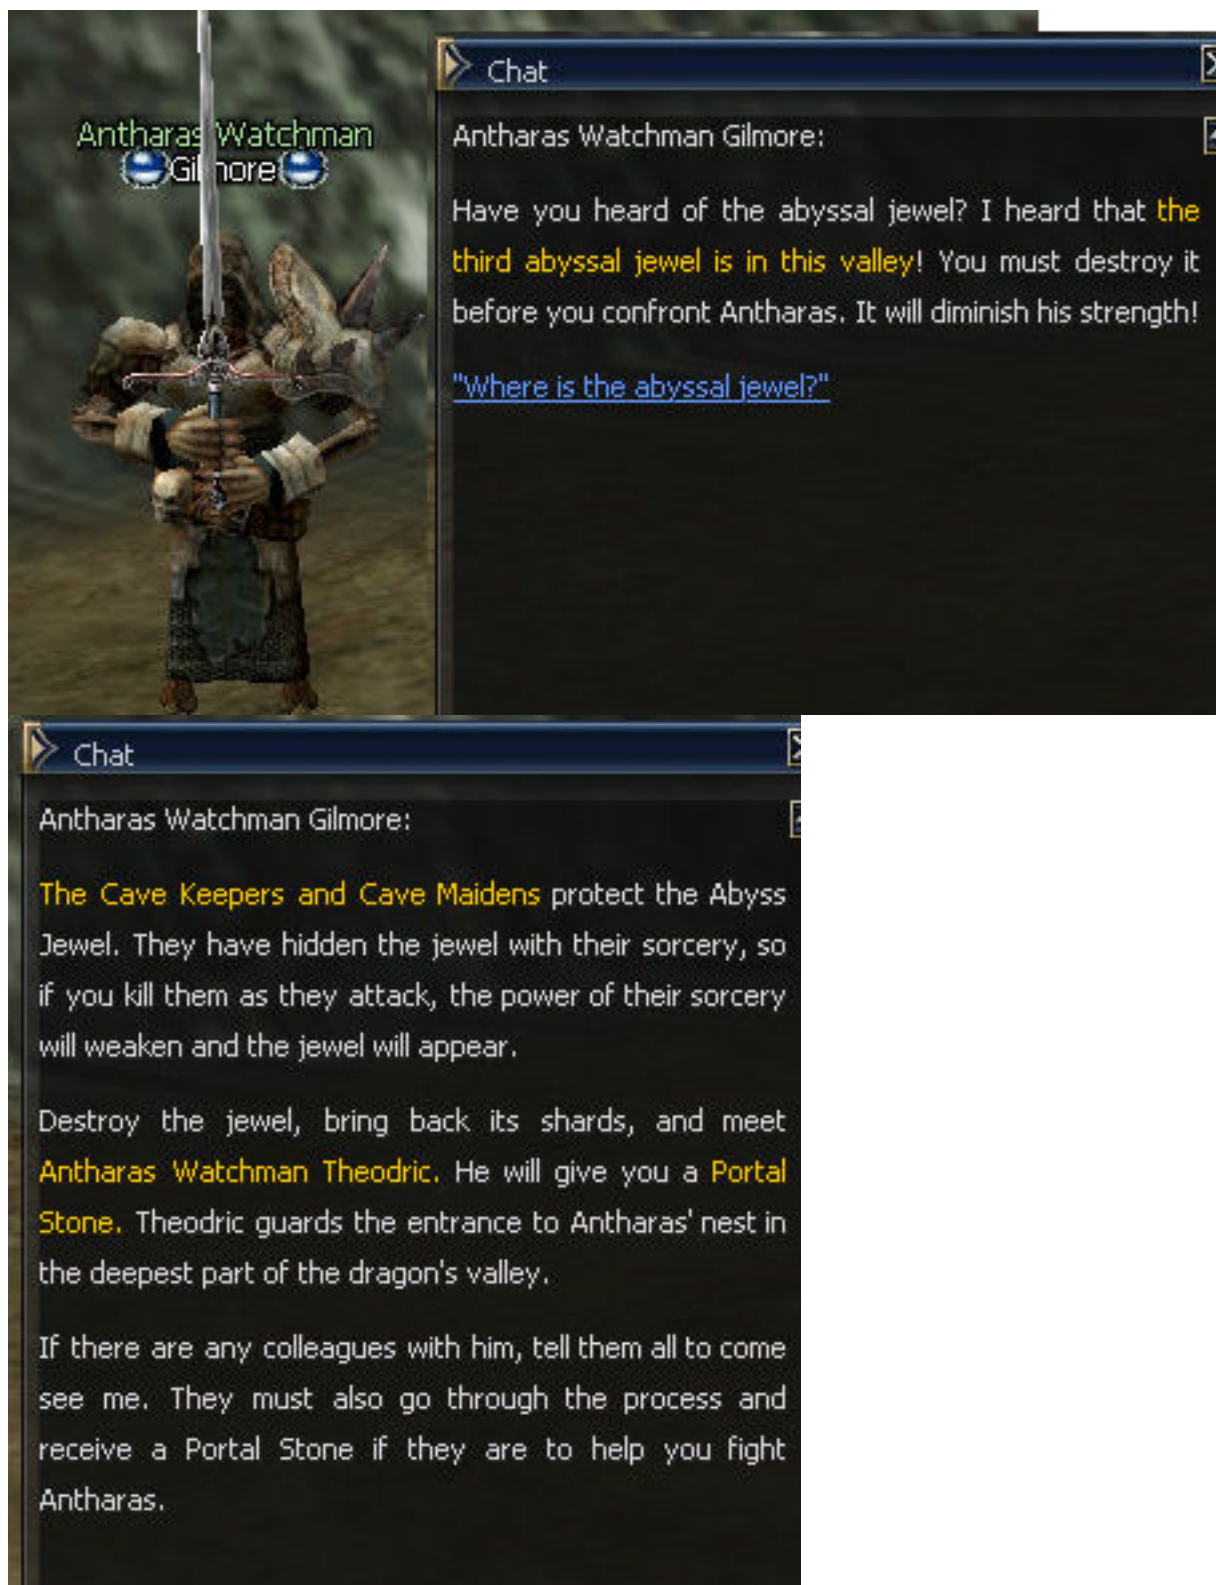 Antharas Watchman
Gilmore
Chat
Antharas Watchman Gilmore:
Have you heard of the abyssal jewel? I heard that the
third abyssal jewel is in this valley! You must destroy it
before you confront Antharas. It will diminish his strength!
"Where is the abyssal jewel?"
Chat
Antharas Watchman Gilmore:
The Cave Keepers and Cave Maidens protect the Abyss
Jewel. They have hidden the jewel with their sorcery, so
if you kill them as they attack, the power of their sorcery
will weaken and the jewel will appear.
Destroy the jewel, bring back its shards, and meet
Antharas Watchman Theodric. He will give you a Portal
Stone. Theodric guards the entrance to Antharas' nest in
the deepest part of the dragon's valley.
If there are any colleagues with him, tell them all to come
see me. They must also go through the process and
receive a Portal Stone if they are to help you fight
Antharas.